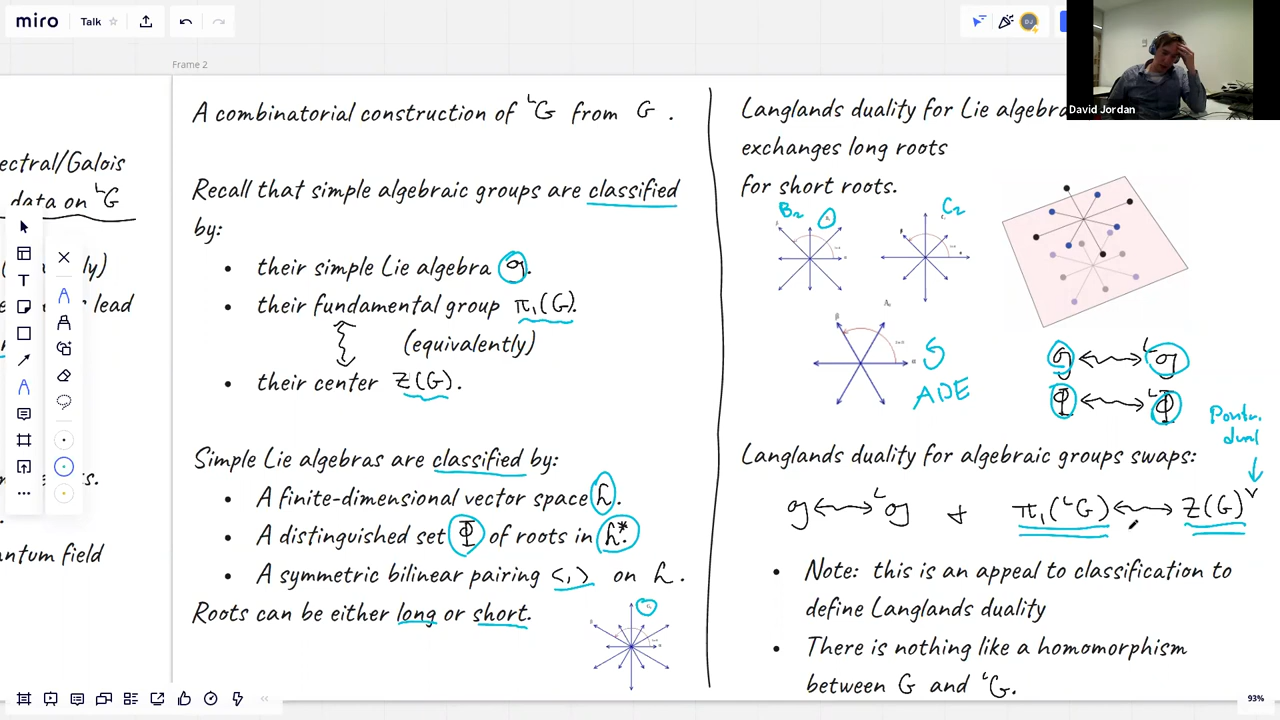 miro
Talk
DJ
David Jordan
Frame 2
ectral/Galois
data on ᴸG
lead
antum field
A combinatorial construction of ᴸG from G.
Recall that simple algebraic groups are classified
by:
• their simple Lie algebra 𝔤.
• their fundamental group π₁(G).
(equivalently)
• their center Z(G).
Simple Lie algebras are classified by:
• A finite-dimensional vector space 𝔥.
• A distinguished set Φ of roots in 𝔥*.
• A symmetric bilinear pairing <,> on 𝔥.
Roots can be either long or short.
Langlands duality for Lie algebra
exchanges long roots
for short roots.
B₂
C₂
ADE
𝔤 ⟷ ᴸ𝔤
Φ ⟷ ᴸΦ
dual
Langlands duality for algebraic groups swaps:
𝔤 ⟷ ᴸ𝔤 + π₁(ᴸG) ⟷ Z(G)ⱽ
• Note: this is an appeal to classification to
define Langlands duality
• There is nothing like a homomorphism
between G and ᴸG.
93%